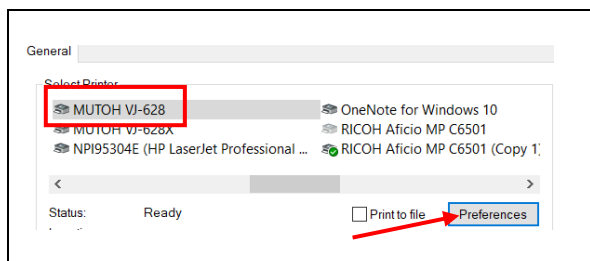 General
Select Printer
MUTOH VJ-628
OneNote for Windows 10
MUTOH VJ-628X
RICOH Aficio MP C6501
NPI95304E (HP LaserJet Professional ...
RICOH Aficio MP C6501 (Copy 1)
Status: Ready
Print to file
Preferences